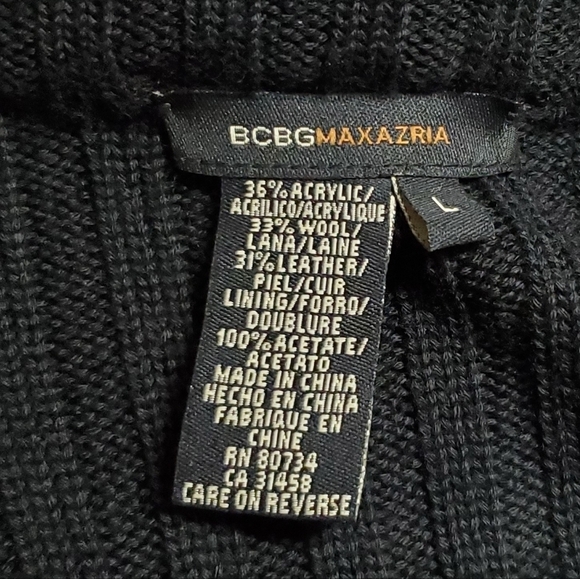 BCBGMAXAZRIA
L
36% ACRYLIC/
ACRILICO/ACRYLIQUE
33% WOOL/
LANA/LAINE
31% LEATHER/
PIEL/CUIR
LINING/FORRO/
DOUBLURE
100% ACETATE/
ACETATO
MADE IN CHINA
HECHO EN CHINA
FABRIQUE EN
CHINE
RN 80734
CA 31458
CARE ON REVERSE